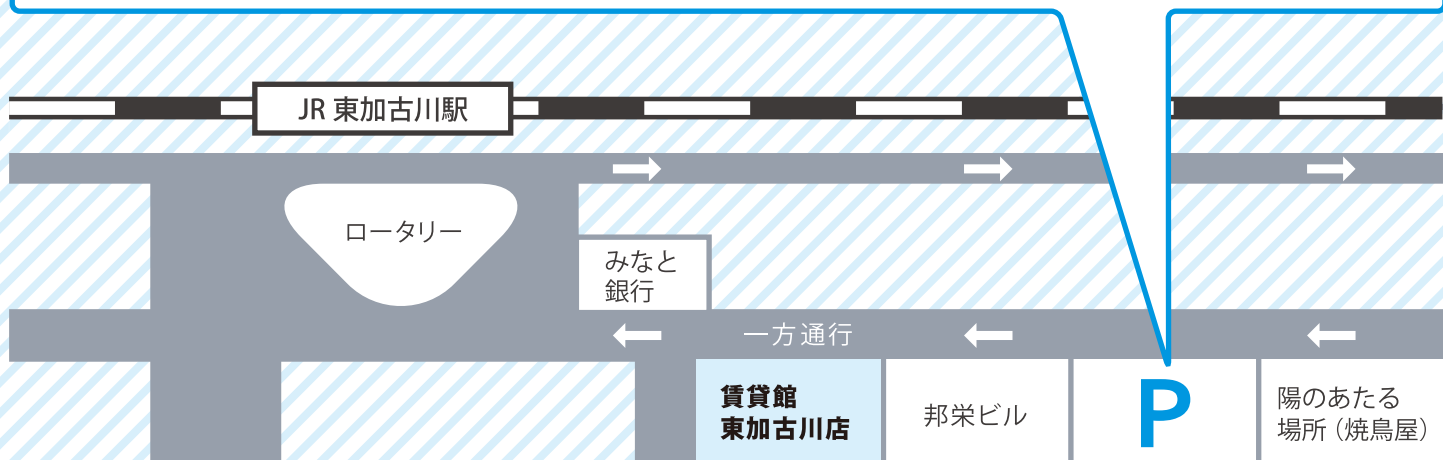 JR 東加古川駅
ロータリー
みなと
銀行
一方通行
賃貸館
東加古川店
邦栄ビル
P
陽のあたる
場所（焼鳥屋）